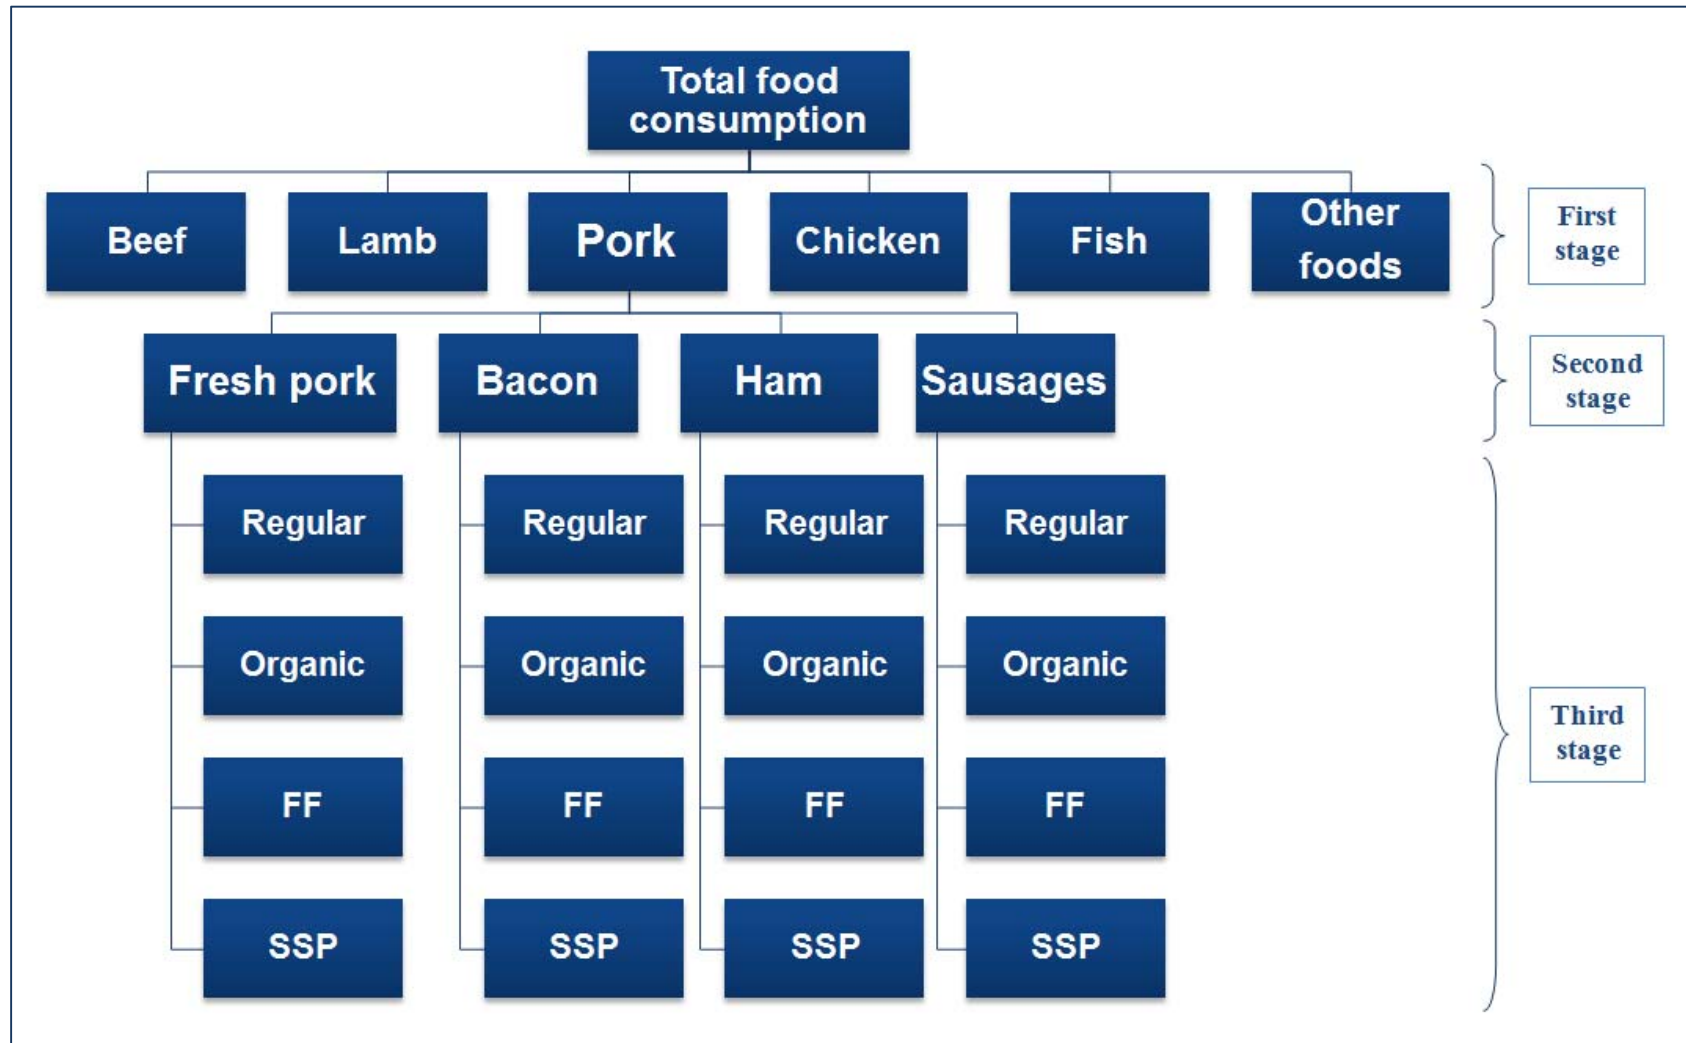 Total food
consumption
Beef
Lamb
Pork
Chicken
Fish
Other
foods
First
stage
Fresh pork
Bacon
Ham
Sausages
Second
stage
Regular
Regular
Regular
Regular
Organic
Organic
Organic
Organic
Third
stage
FF
FF
FF
FF
SSP
SSP
SSP
SSP